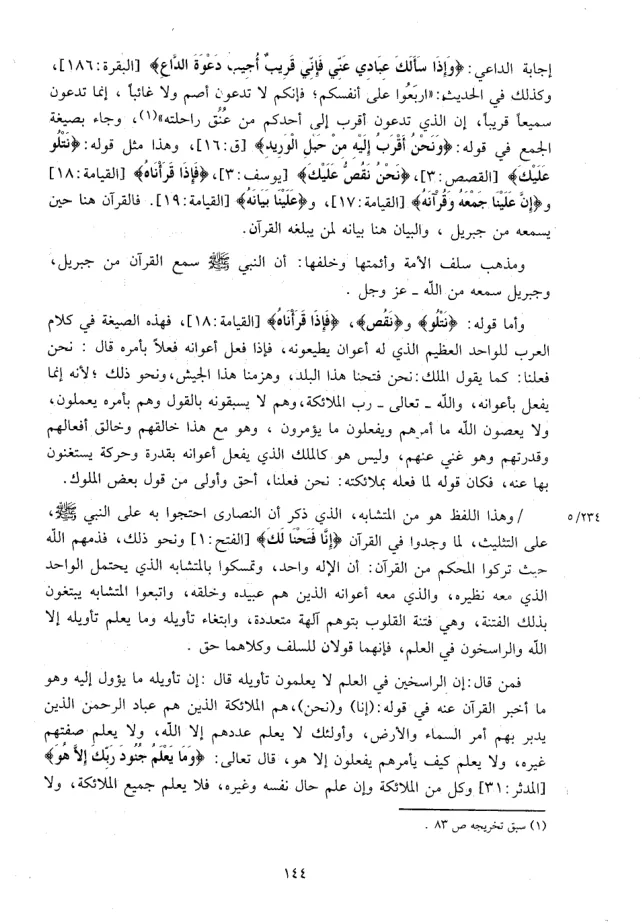 إجابة الداعي: ﴿وَإِذَا سَأَلَكَ عِبَادِي عَنِّي فَإِنِّي قَرِيبٌ أُجِيبُ دَعْوَةَ الدَّاعِ﴾ [البقرة:١٨٦]،
وكذلك في الحديث: «اربَعُوا على أنفسكم؛ فإنكم لا تدعون أصم ولا غائباً ، إنما تدعون
سميعاً قريباً، إن الذي تدعون أقرب إلى أحدكم من عُنُق راحلته»(١)، وجاء بصيغة
الجمع في قوله: ﴿وَنَحْنُ أَقْرَبُ إِلَيْهِ مِنْ حَبْلِ الْوَرِيدِ﴾ [ق:١٦]، وهذا مثل قوله: ﴿نَتْلُو
عَلَيْكَ﴾ [القصص:٣]، ﴿نَحْنُ نَقُصُّ عَلَيْكَ﴾ [يوسف:٣]، ﴿فَإِذَا قَرَأْنَاهُ﴾ [القيامة:١٨]
و﴿إِنَّ عَلَيْنَا جَمْعَهُ وَقُرْآنَهُ﴾ [القيامة:١٧]، و﴿عَلَيْنَا بَيَانَهُ﴾ [القيامة:١٩]. فالقرآن هنا حين
يسمعه من جبريل ، والبيان هنا بيانه لمن يبلغه القرآن.
ومذهب سلف الأمة وأئمتها وخلفها: أن النبي ﷺ سمع القرآن من جبريل،
وجبريل سمعه من الله ـ عز وجل .
وأما قوله: ﴿نَتْلُو﴾ و﴿نَقُصُ﴾، ﴿فَإِذَا قَرَأْنَاهُ﴾ [القيامة:١٨]، فهذه الصيغة في كلام
العرب للواحد العظيم الذي له أعوان يطيعونه، فإذا فعل أعوانه فعلاً بأمره قال : نحن
فعلنا: كما يقول الملك: نحن فتحنا هذا البلد، وهزمنا هذا الجيش،ونحو ذلك ؛لأنه إنما
يفعل بأعوانه، والله ـ تعالى ـ رب الملائكة،وهم لا يسبقونه بالقول وهم بأمره يعملون،
ولا يعصون الله ما أمرهم ويفعلون ما يؤمرون ، وهو مع هذا خالقهم وخالق أفعالهم
وقدرتهم وهو غني عنهم، وليس هو كالملك الذي يفعل أعوانه بقدرة وحركة يستغنون
بها عنه، فكان قوله لما فعله بملائكته: نحن فعلنا، أحق وأولى من قول بعض الملوك.
٥/٢٣٤ / وهذا اللفظ هو من المتشابه، الذي ذكر أن النصارى احتجوا به على النبي ﷺ،
على التثليث، لما وجدوا في القرآن ﴿إِنَّا فَتَحْنَا لَكَ﴾ [الفتح:١] ونحو ذلك، فذمهم الله
حيث تركوا المحكم من القرآن: أن الإله واحد، وتمسكوا بالمتشابه الذي يحتمل الواحد
الذي معه نظيره، والذي معه أعوانه الذين هم عبيده وخلقه، واتبعوا المتشابه يبتغون
بذلك الفتنة، وهي فتنة القلوب بتوهم آلهة متعددة، وابتغاء تأويله وما يعلم تأويله إلا
الله والراسخون في العلم، فإنهما قولان للسلف وكلاهما حق .
فمن قال:إن الراسخين في العلم لا يعلمون تأويله قال :إن تأويله ما يؤول إليه وهو
ما أخبر القرآن عنه في قوله:(إنا) و(نحن)،هم الملائكة الذين هم عباد الرحمن الذين
يدبر بهم أمر السماء والأرض، وأولئك لا يعلم عددهم إلا الله، ولا يعلم صفتهم
غيره، ولا يعلم كيف يأمرهم يفعلون إلا هو، قال تعالى: ﴿وَمَا يَعْلَمُ جُنُودَ رَبِّكَ إِلاَّ هُوَ﴾
[المدثر:٣١] وكل من الملائكة وإن علم حال نفسه وغيره، فلا يعلم جميع الملائكة، ولا
(١) سبق تخريجه ص ٨٣ .
١٤٤